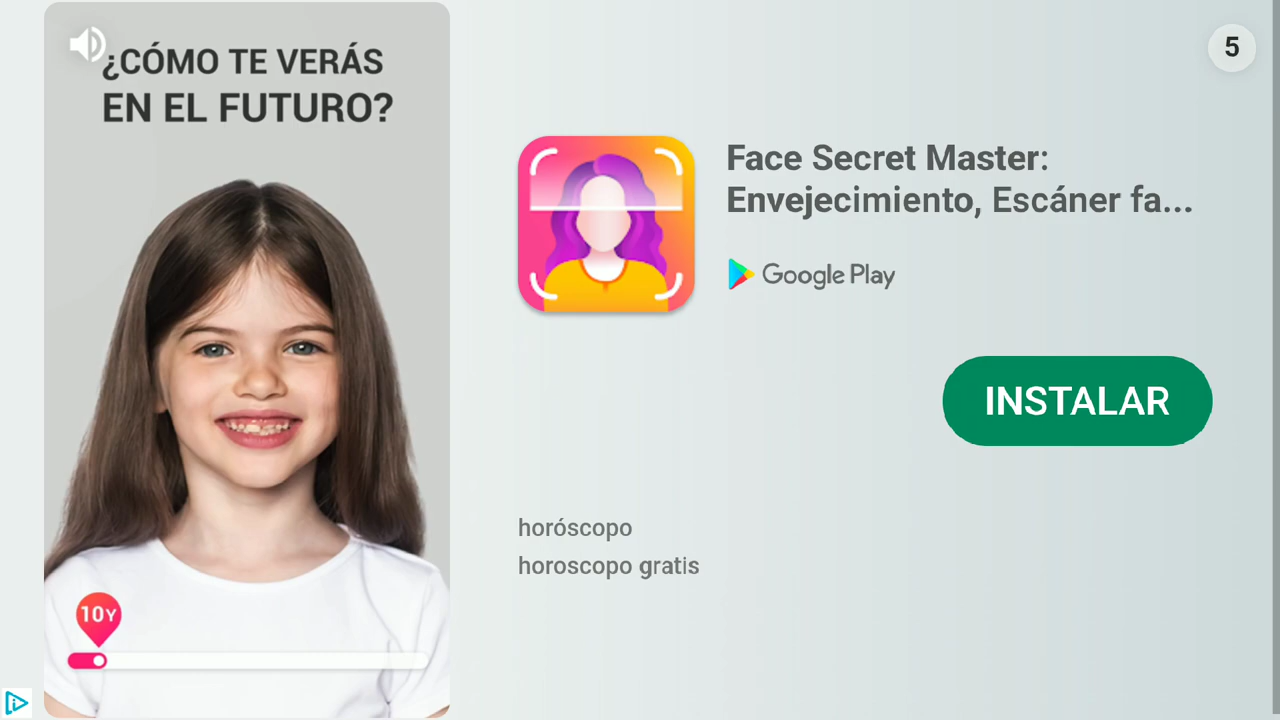 ¿CÓMO TE VERÁS
EN EL FUTURO?
10Y
5
Face Secret Master:
Envejecimiento, Escáner fa...
Google Play
INSTALAR
horóscopo
horoscopo gratis